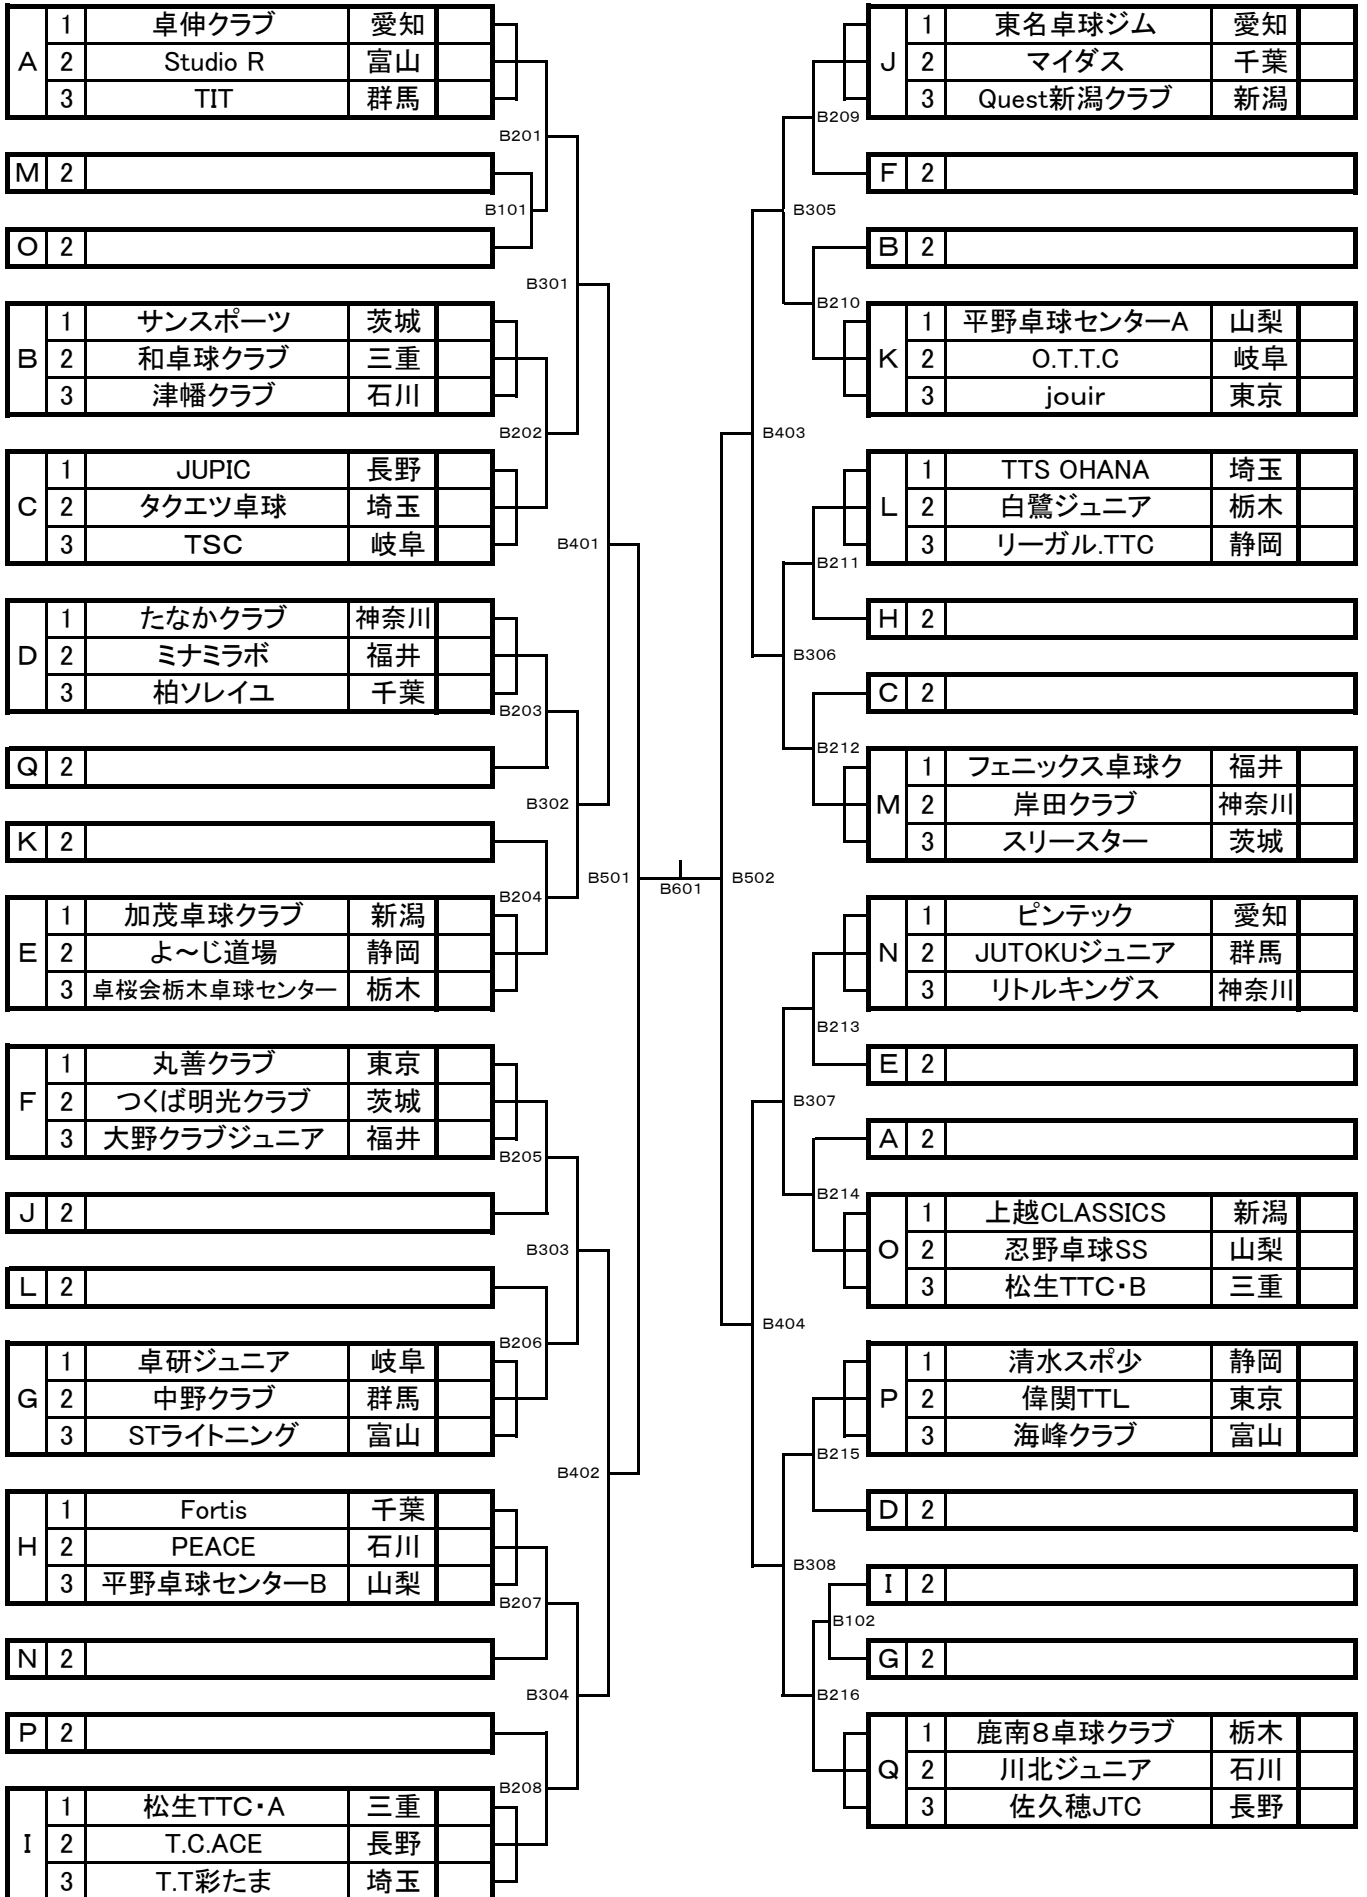 A
1 卓伸クラブ 愛知
2 Studio R 富山
3 TIT 群馬
B201
M 2
B101
O 2
B301
B
1 サンスポーツ 茨城
2 和卓球クラブ 三重
3 津幡クラブ 石川
B202
C
1 JUPIC 長野
2 タクエツ卓球 埼玉
3 TSC 岐阜
B401
D
1 たなかクラブ 神奈川
2 ミナミラボ 福井
3 柏ソレイユ 千葉
B203
Q 2
B302
K 2
B501
B204
E
1 加茂卓球クラブ 新潟
2 よ～じ道場 静岡
3 卓桜会栃木卓球センター 栃木
F
1 丸善クラブ 東京
2 つくば明光クラブ 茨城
3 大野クラブジュニア 福井
B205
J 2
B303
L 2
B206
G
1 卓研ジュニア 岐阜
2 中野クラブ 群馬
3 STライトニング 富山
B402
H
1 Fortis 千葉
2 PEACE 石川
3 平野卓球センターB 山梨
B207
N 2
B304
P 2
B208
I
1 松生TTC・A 三重
2 T.C.ACE 長野
3 T.T彩たま 埼玉
B601
J
1 東名卓球ジム 愛知
2 マイダス 千葉
3 Quest新潟クラブ 新潟
B209
F 2
B305
B 2
B210
K
1 平野卓球センターA 山梨
2 O.T.T.C 岐阜
3 jouir 東京
B403
L
1 TTS OHANA 埼玉
2 白鷺ジュニア 栃木
3 リーガル.TTC 静岡
B211
H 2
B306
C 2
B212
M
1 フェニックス卓球ク 福井
2 岸田クラブ 神奈川
3 スリースター 茨城
B502
N
1 ピンテック 愛知
2 JUTOKUジュニア 群馬
3 リトルキングス 神奈川
B213
E 2
B307
A 2
B214
O
1 上越CLASSICS 新潟
2 忍野卓球SS 山梨
3 松生TTC・B 三重
B404
P
1 清水スポ少 静岡
2 偉関TTL 東京
3 海峰クラブ 富山
B215
D 2
B308
I 2
B102
G 2
B216
Q
1 鹿南8卓球クラブ 栃木
2 川北ジュニア 石川
3 佐久穂JTC 長野